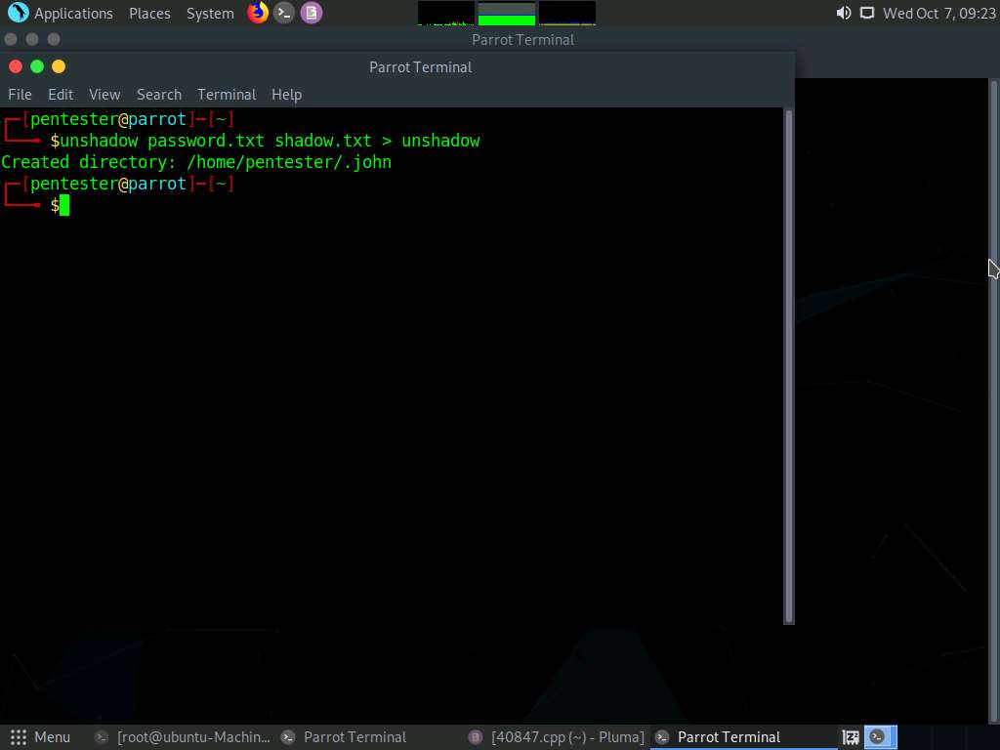 Applications Places System Wed Oct 7, 09:23
Parrot Terminal
Parrot Terminal
File Edit View Search Terminal Help
[pentester@parrot]─[~]
$unshadow password.txt shadow.txt > unshadow
Created directory: /home/pentester/.john
[pentester@parrot]─[~]
$
Menu [root@ubuntu-Machin... Parrot Terminal [40847.cpp (~) - Pluma] Parrot Terminal